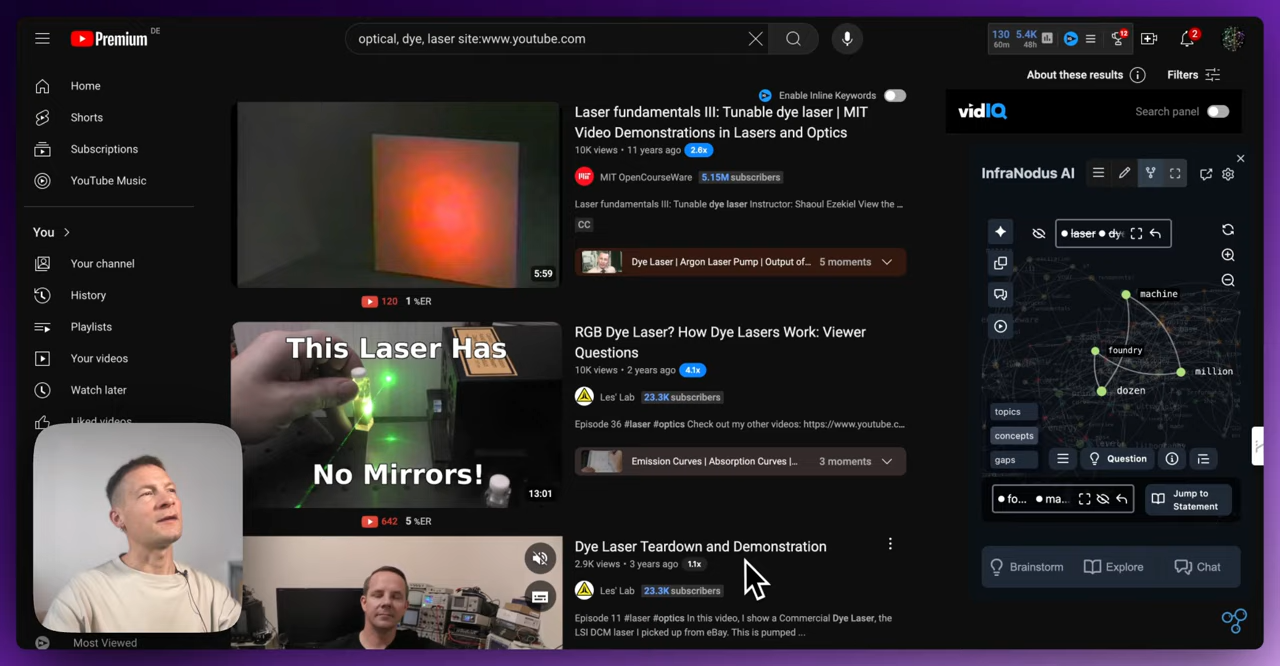 Premium DE
optical, dye, laser site:www.youtube.com
130 5.4K
60m 48h
12
2
Home
Shorts
Subscriptions
YouTube Music
You
Your channel
History
Playlists
Your videos
Watch later
Liked videos
Most Viewed
About these results
Filters
Enable Inline Keywords
5:59
120 1 %ER
Laser fundamentals III: Tunable dye laser | MIT
Video Demonstrations in Lasers and Optics
10K views • 11 years ago 2.6x
MIT OpenCourseWare 5.15M subscribers
Laser fundamentals III: Tunable dye laser Instructor: Shaoul Ezekiel View the ...
CC
Dye Laser | Argon Laser Pump | Output of... 5 moments
This Laser Has
No Mirrors!
13:01
642 5 %ER
RGB Dye Laser? How Dye Lasers Work: Viewer
Questions
10K views • 2 years ago 4.1x
Les' Lab 23.3K subscribers
Episode 36 #laser #optics Check out my other videos: https://www.youtube.c...
Emission Curves | Absorption Curves |... 3 moments
Dye Laser Teardown and Demonstration
2.9K views • 3 years ago 1.1x
Les' Lab 23.3K subscribers
Episode 11 #laser #optics In this video, I show a Commercial Dye Laser, the
LSI DCM laser I picked up from eBay. This is pumped ...
vidIQ
Search panel
InfraNodus AI
laser dy
machine
foundry
million
dozen
topics
concepts
gaps
Question
fo... ma...
Jump to
Statement
Brainstorm
Explore
Chat